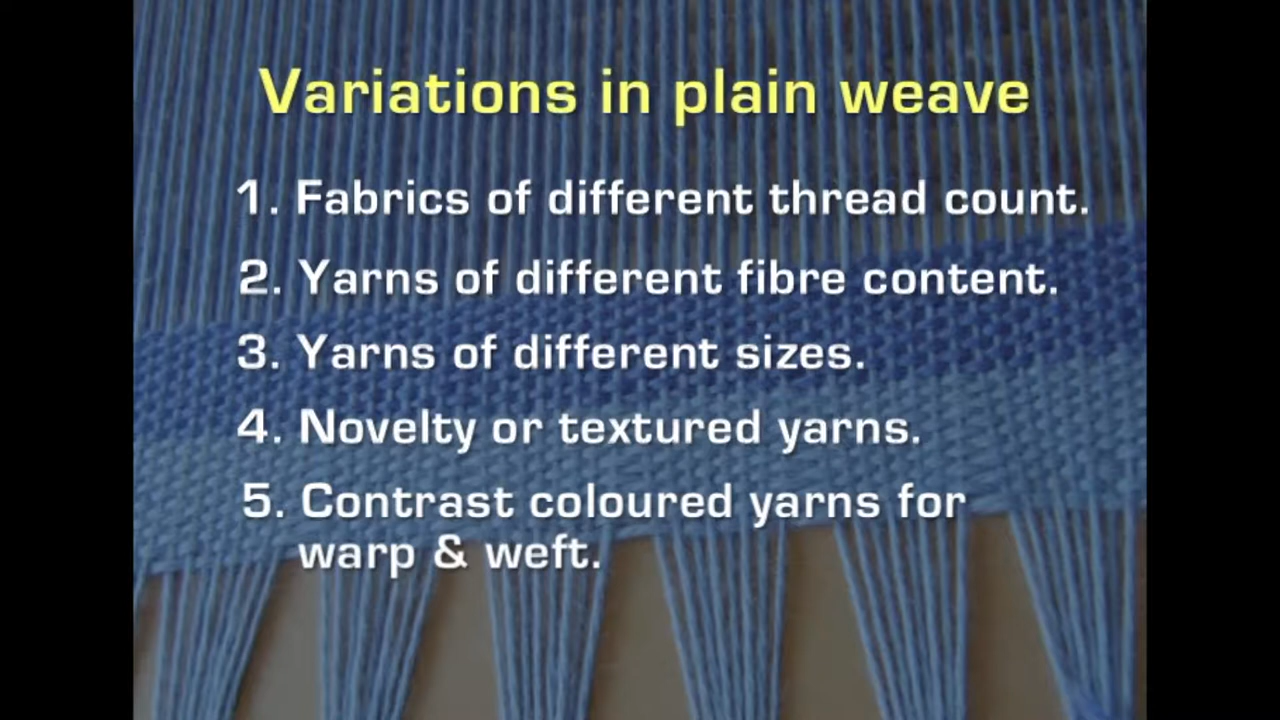 Variations in plain weave
1. Fabrics of different thread count.
2. Yarns of different fibre content.
3. Yarns of different sizes.
4. Novelty or textured yarns.
5. Contrast coloured yarns for
warp & weft.